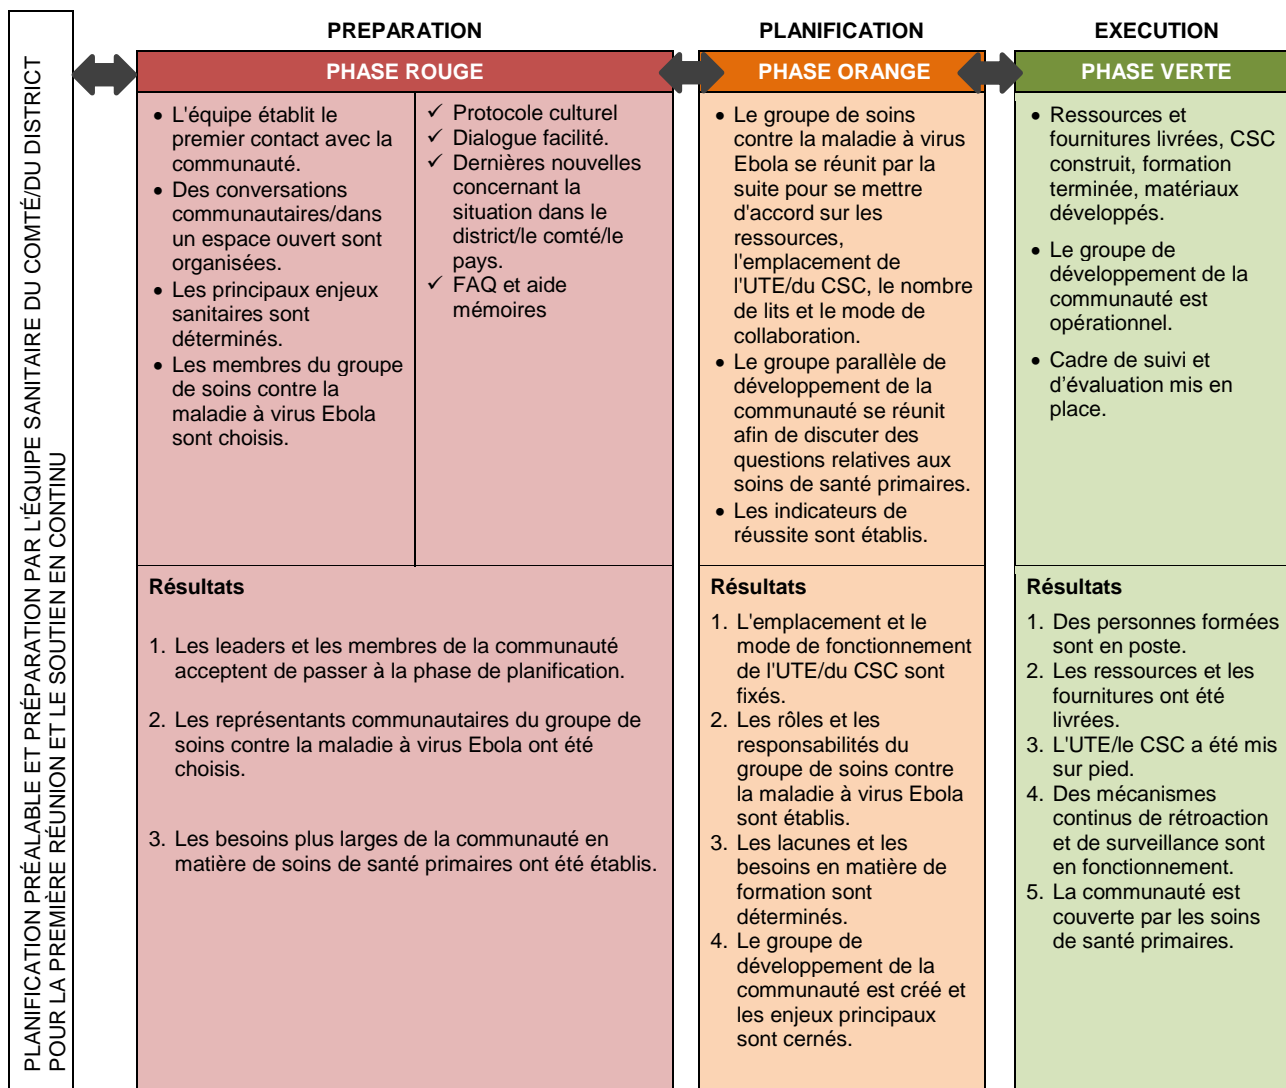 PLANIFICATION PRÉALABLE ET PRÉPARATION PAR L'ÉQUIPE SANITAIRE DU COMTÉ/DU DISTRICT
POUR LA PREMIÈRE RÉUNION ET LE SOUTIEN EN CONTINU
PREPARATION
PHASE ROUGE
• L'équipe établit le
premier contact avec la
communauté.
• Des conversations
communautaires/dans
un espace ouvert sont
organisées.
• Les principaux enjeux
sanitaires sont
déterminés.
• Les membres du groupe
de soins contre la
maladie à virus Ebola
sont choisis.
✓ Protocole culturel
✓ Dialogue facilité.
✓ Dernières nouvelles
concernant la
situation dans le
district/le comté/le
pays.
✓ FAQ et aide
mémoires
Résultats
1. Les leaders et les membres de la communauté
acceptent de passer à la phase de planification.
2. Les représentants communautaires du groupe de
soins contre la maladie à virus Ebola ont été
choisis.
3. Les besoins plus larges de la communauté en
matière de soins de santé primaires ont été établis.
PLANIFICATION
PHASE ORANGE
• Le groupe de soins
contre la maladie à virus
Ebola se réunit par la
suite pour se mettre
d'accord sur les
ressources,
l'emplacement de
l'UTE/du CSC, le nombre
de lits et le mode de
collaboration.
• Le groupe parallèle de
développement de la
communauté se réunit
afin de discuter des
questions relatives aux
soins de santé primaires.
• Les indicateurs de
réussite sont établis.
Résultats
1. L'emplacement et le
mode de fonctionnement
de l'UTE/du CSC sont
fixés.
2. Les rôles et les
responsabilités du
groupe de soins contre
la maladie à virus Ebola
sont établis.
3. Les lacunes et les
besoins en matière de
formation sont
déterminés.
4. Le groupe de
développement de la
communauté est créé et
les enjeux principaux
sont cernés.
EXECUTION
PHASE VERTE
• Ressources et
fournitures livrées, CSC
construit, formation
terminée, matériaux
développés.
• Le groupe de
développement de la
communauté est
opérationnel.
• Cadre de suivi et
d’évaluation mis en
place.
Résultats
1. Des personnes formées
sont en poste.
2. Les ressources et les
fournitures ont été
livrées.
3. L'UTE/le CSC a été mis
sur pied.
4. Des mécanismes
continus de rétroaction
et de surveillance sont
en fonctionnement.
5. La communauté est
couverte par les soins
de santé primaires.